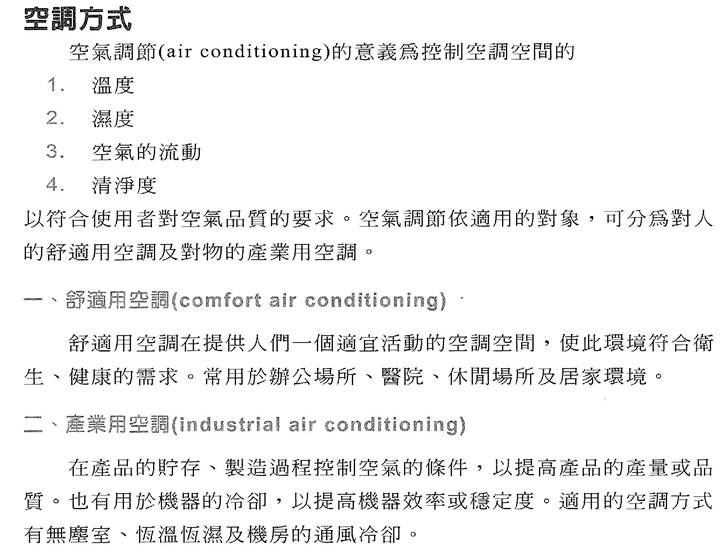 空調方式
空氣調節(air conditioning)的意義為控制空調空間的
1. 溫度
2. 濕度
3. 空氣的流動
4. 清淨度
以符合使用者對空氣品質的要求。空氣調節依適用的對象，可分為對人
的舒適用空調及對物的產業用空調。
一、舒適用空調(comfort air conditioning)
舒適用空調在提供人們一個適宜活動的空調空間，使此環境符合衛
生、健康的需求。常用於辦公場所、醫院、休閒場所及居家環境。
二、產業用空調(industrial air conditioning)
在產品的貯存、製造過程控制空氣的條件，以提高產品的產量或品
質。也有用於機器的冷卻，以提高機器效率或穩定度。適用的空調方式
有無塵室、恆溫恆濕及機房的通風冷卻。